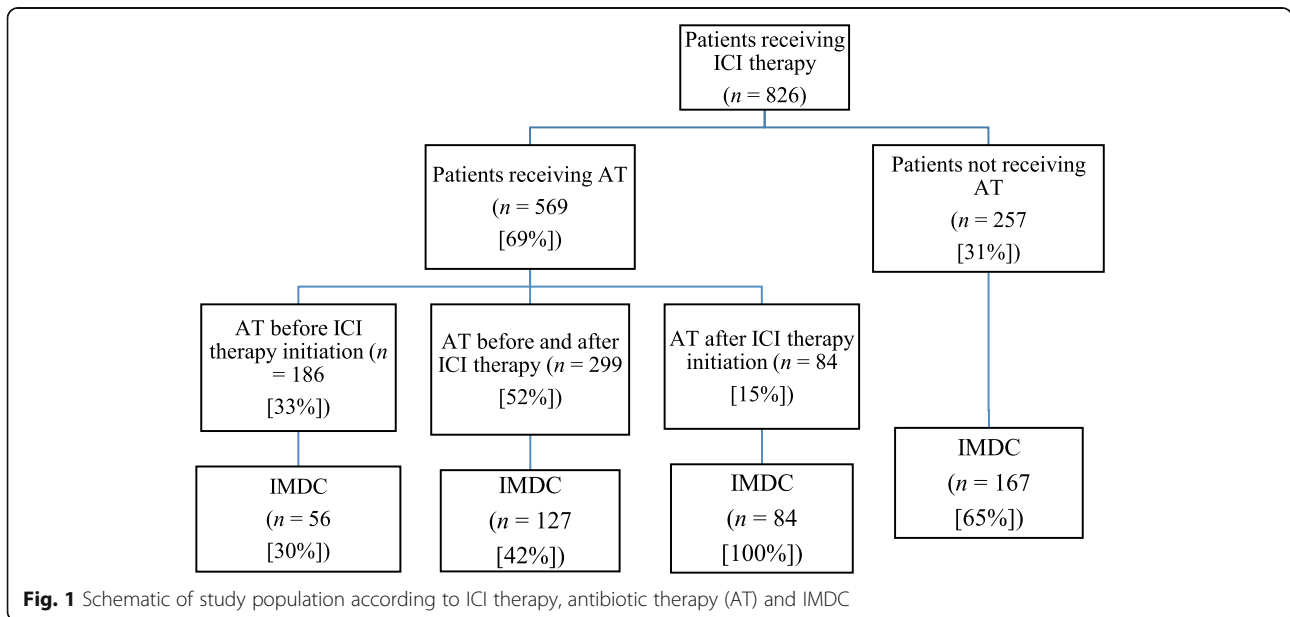 Patients receiving
ICI therapy
(n = 826)
Patients receiving AT
(n = 569
[69%])
Patients not receiving
AT
(n = 257
[31%])
AT before ICI
therapy initiation (n
= 186
[33%])
AT before and after
ICI therapy (n = 299
[52%])
AT after ICI therapy
initiation (n = 84
[15%])
IMDC
(n = 56
[30%])
IMDC
(n = 127
[42%])
IMDC
(n = 84
[100%])
IMDC
(n = 167
[65%])
Fig. 1 Schematic of study population according to ICI therapy, antibiotic therapy (AT) and IMDC